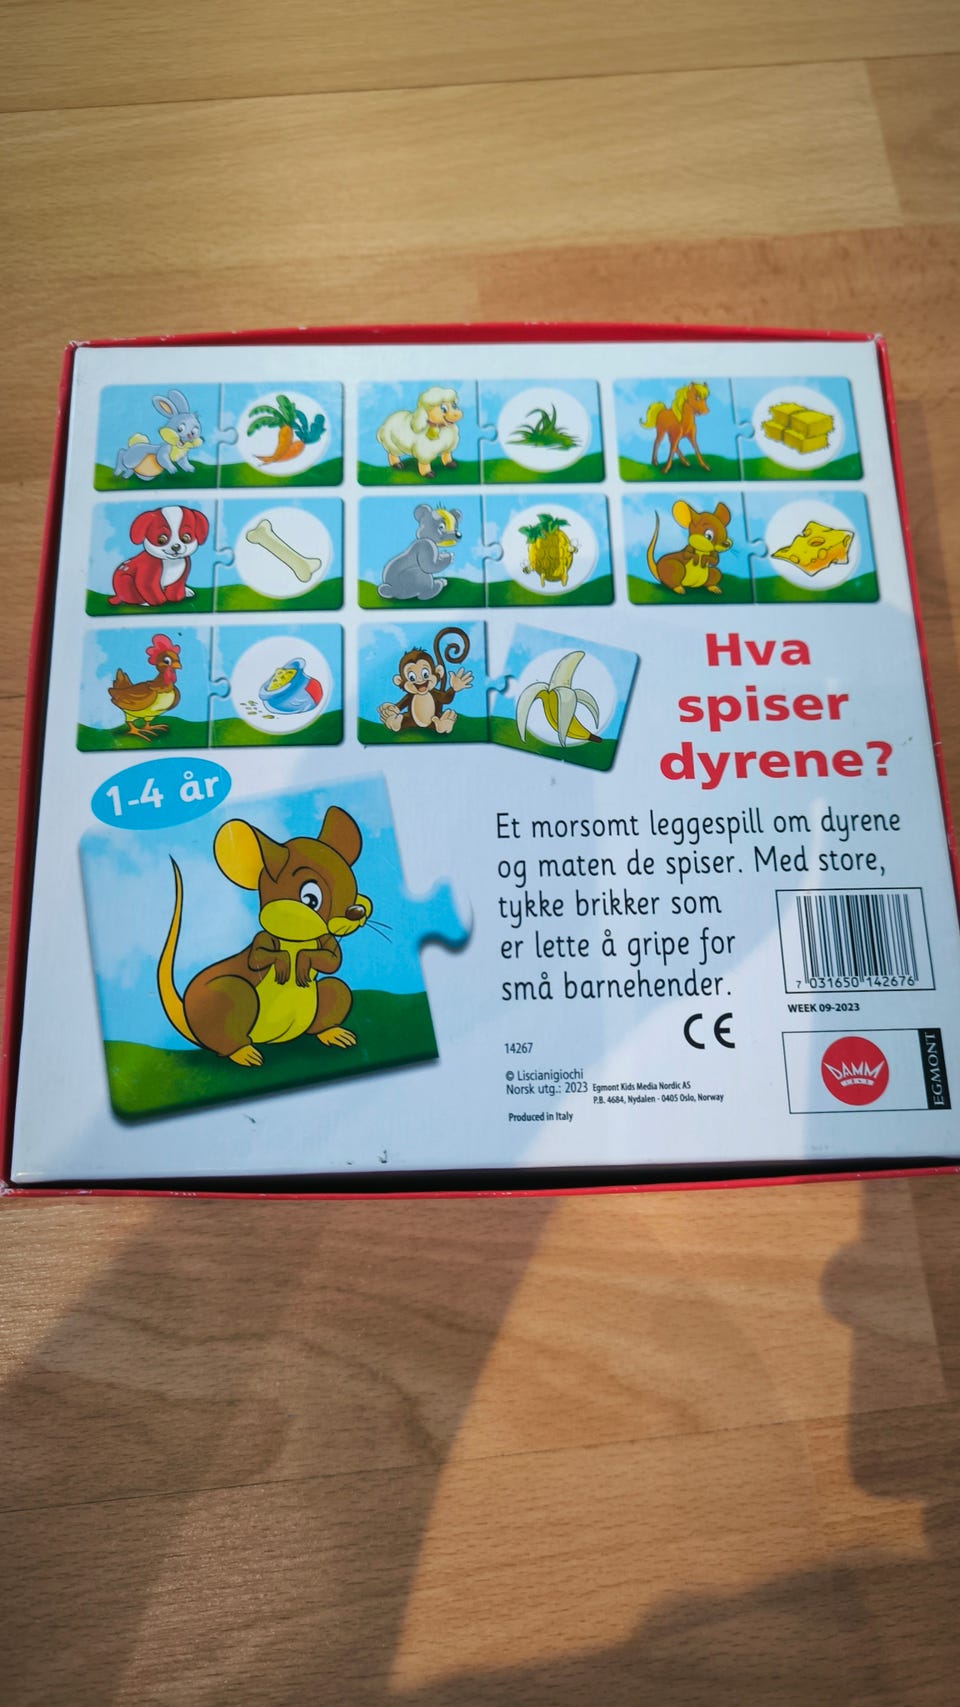 Hva
spiser
dyrene?
1-4 år
Et morsomt leggespill om dyrene
og maten de spiser. Med store,
tykke brikker som
er lette å gripe for
små barnehender.
7 031650 142676
WEEK 09-2023
CE
14267
© Liscianigiochi
Norsk utg.: 2023 Egmont Kids Media Nordic AS
P.B. 4684, Nydalen - 0405 Oslo, Norway
Produced in Italy
DAMM
EGMONT